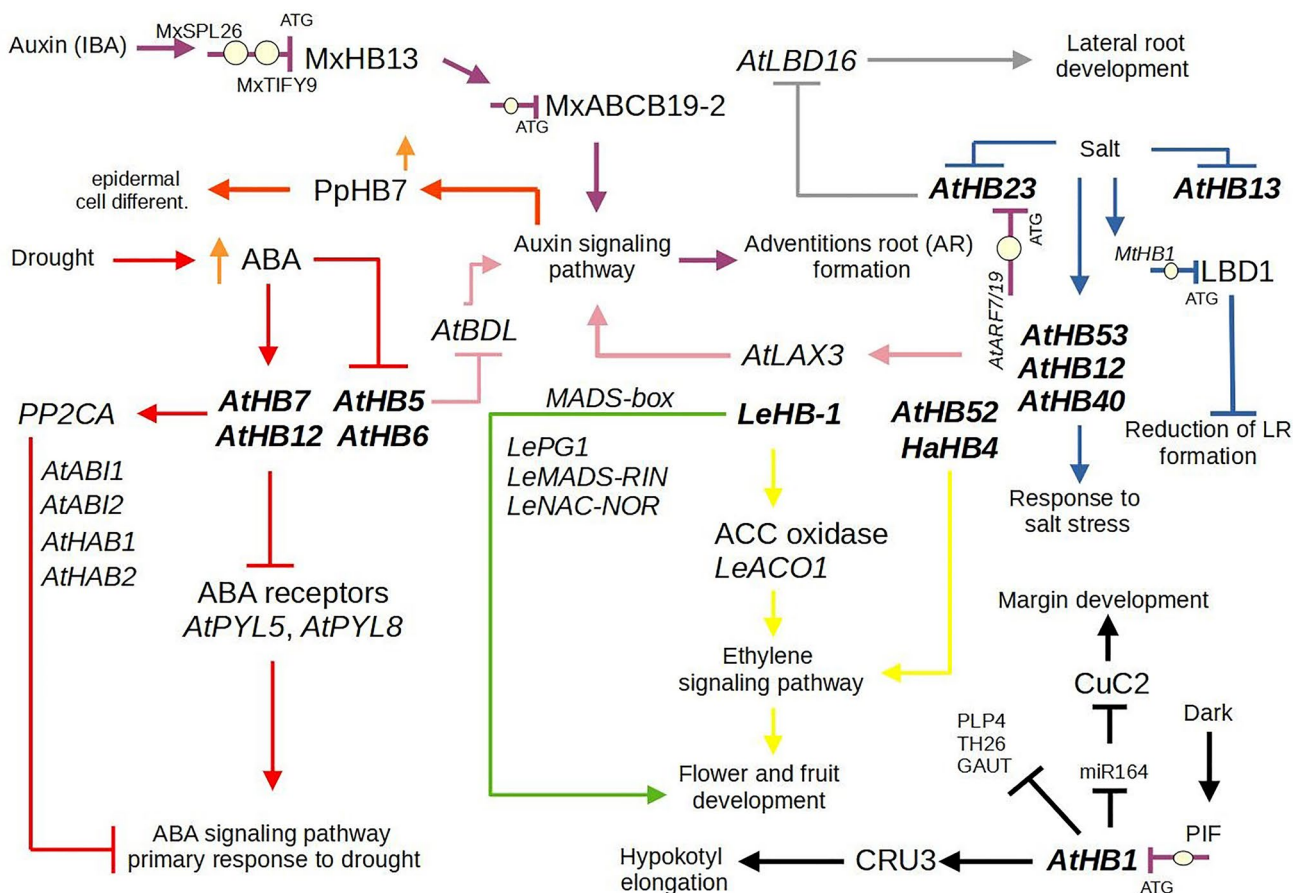 Auxin (IBA)
MxSPL26
ATG
MxHB13
MxTIFY9
MxABCB19-2
ATG
AtLBD16
Lateral root
development
Salt
AtHB23
AtHB13
epidermal
cell different.
PpHB7
ATG
Drought
ABA
Auxin signaling
pathway
Adventitions root (AR)
formation
AtARF7/19
MtHB1
LBD1
ATG
AtBDL
AtLAX3
AtHB53
AtHB12
AtHB40
PP2CA
AtHB7
AtHB12
AtHB5
AtHB6
MADS-box
LeHB-1
AtHB52
HaHB4
Reduction of LR
formation
AtABI1
AtABI2
AtHAB1
AtHAB2
LePG1
LeMADS-RIN
LeNAC-NOR
Response to
salt stress
ACC oxidase
LeACO1
ABA receptors
AtPYL5, AtPYL8
Margin development
Ethylene
signaling pathway
CuC2
Dark
PLP4
TH26
GAUT
miR164
Flower and fruit
development
ABA signaling pathway
primary response to drought
Hypokotyl
elongation
CRU3
AtHB1
PIF
ATG